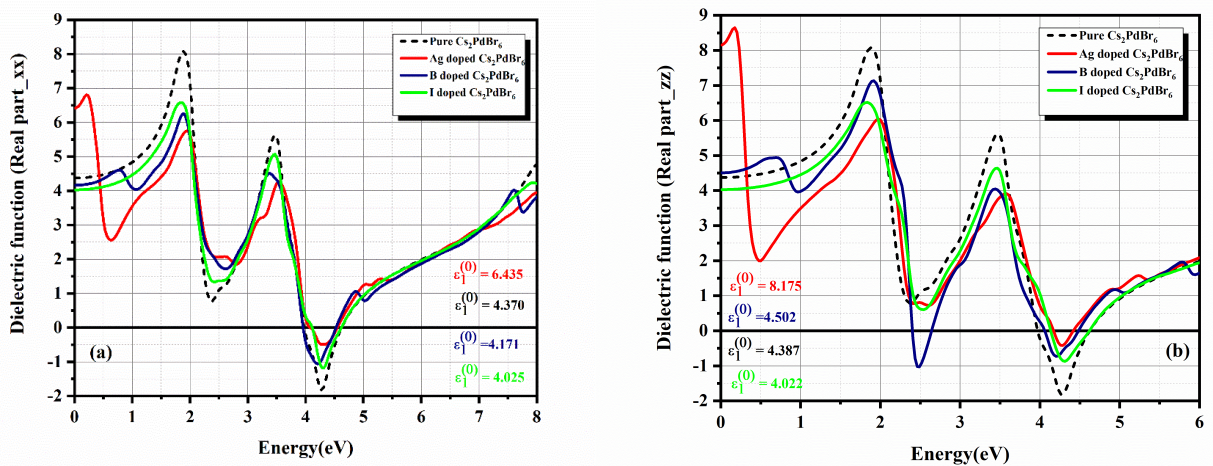 Dielectric function (Real part_xx)
9
8
7
6
5
4
3
2
1
0
-1
-2
Pure Cs₂PdBr₆
Ag doped Cs₂PdBr₆
B doped Cs₂PdBr₆
I doped Cs₂PdBr₆
ε₁⁽⁰⁾ = 6.435
ε₁⁽⁰⁾ = 4.370
ε₁⁽⁰⁾ =4.171
ε₁⁽⁰⁾ = 4.025
(a)
0 1 2 3 4 5 6 7 8
Energy(eV)
Dielectric function (Real part_zz)
9
8
7
6
5
4
3
2
1
0
-1
-2
Pure Cs₂PdBr₆
Ag doped Cs₂PdBr₆
B doped Cs₂PdBr₆
I doped Cs₂PdBr₆
ε₁⁽⁰⁾ = 8.175
ε₁⁽⁰⁾ =4.502
ε₁⁽⁰⁾ =4.387
ε₁⁽⁰⁾ = 4.022
(b)
0 1 2 3 4 5 6
Energy(eV)